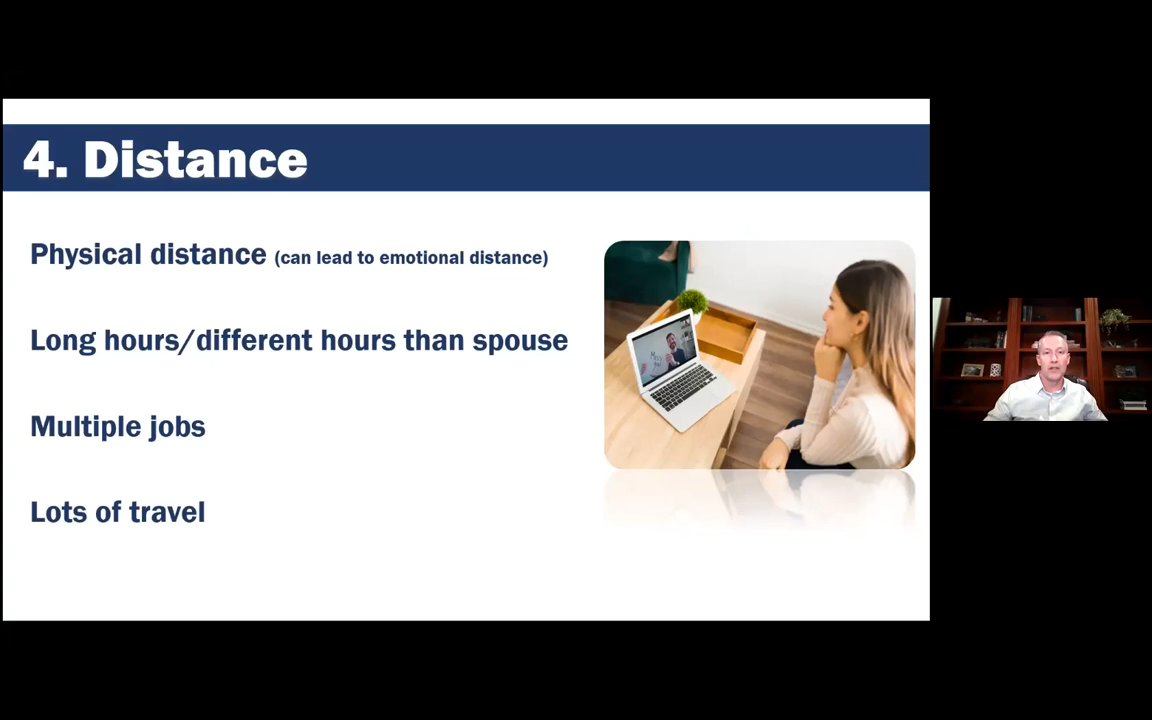 4. Distance
Physical distance (can lead to emotional distance)
Long hours/different hours than spouse
Multiple jobs
Lots of travel